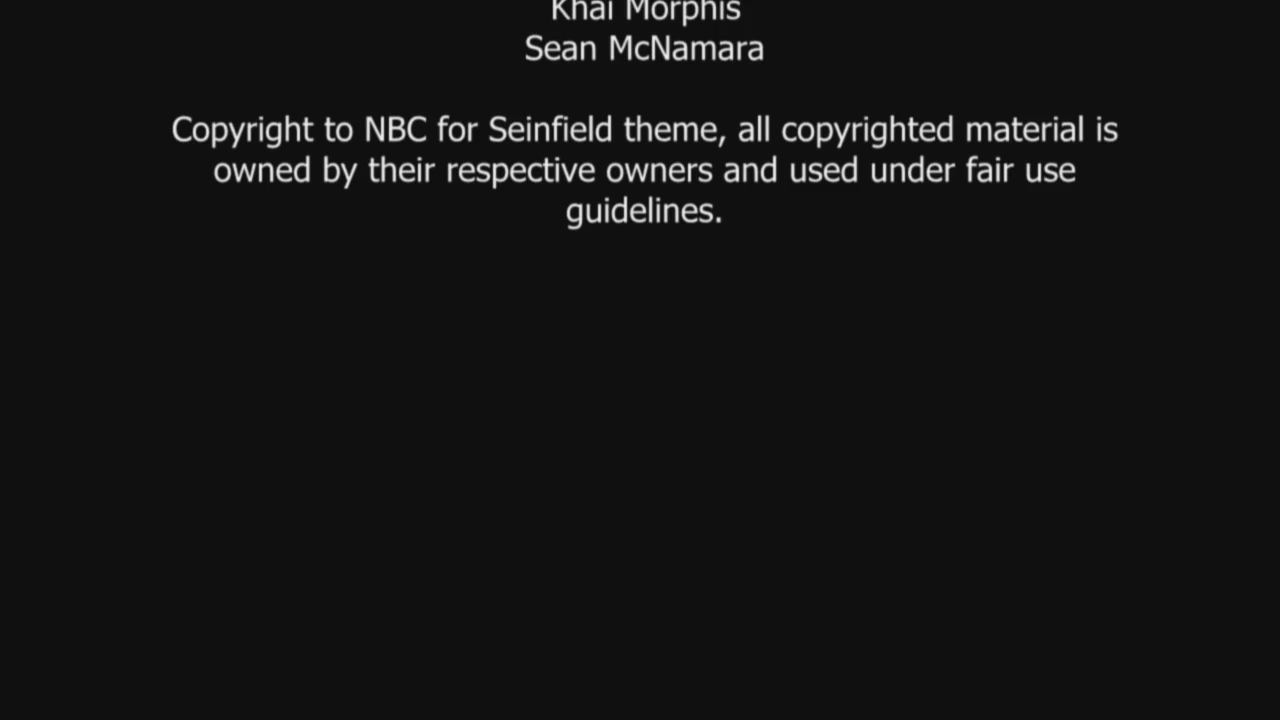 Khai Morphis
Sean McNamara
Copyright to NBC for Seinfield theme, all copyrighted material is
owned by their respective owners and used under fair use
guidelines.